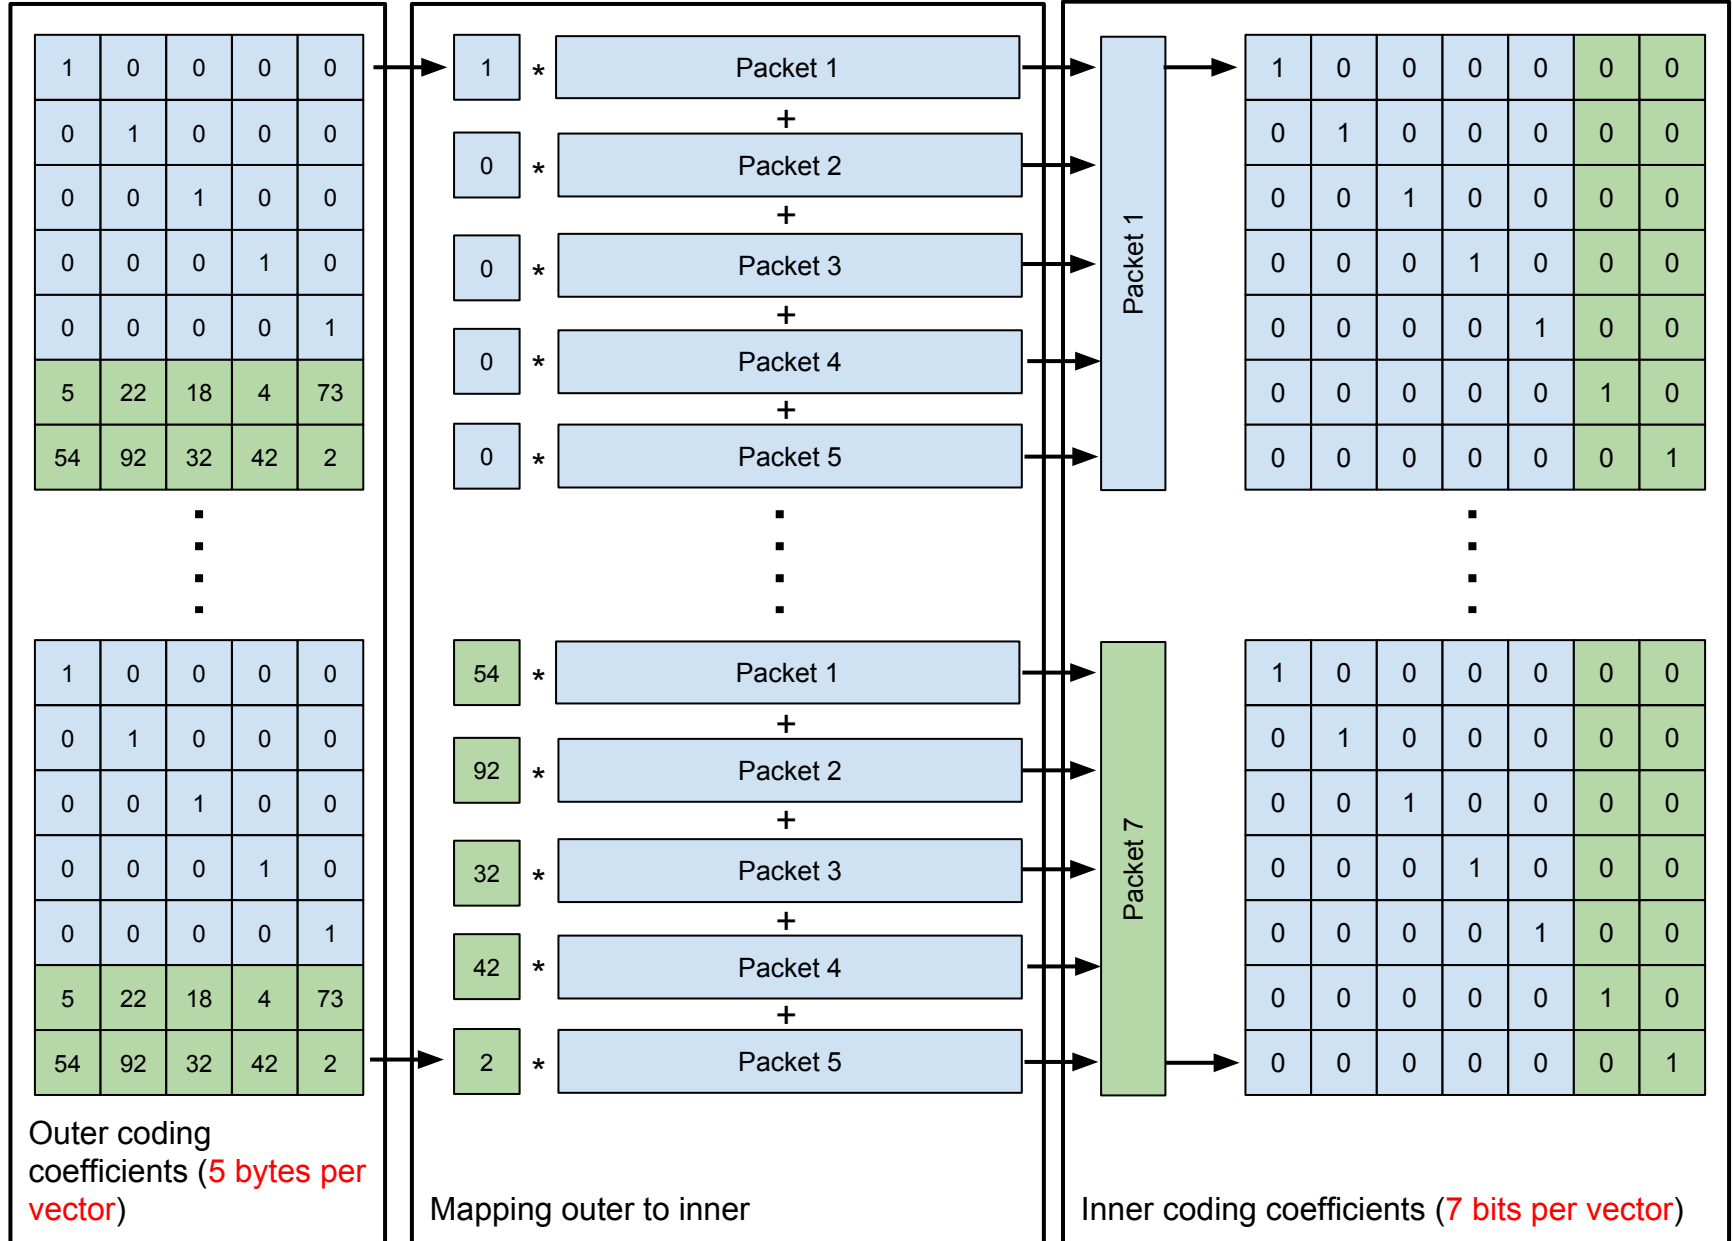 1 0 0 0 0
0 1 0 0 0
0 0 1 0 0
0 0 0 1 0
0 0 0 0 1
5 22 18 4 73
54 92 32 42 2
1 0 0 0 0
0 1 0 0 0
0 0 1 0 0
0 0 0 1 0
0 0 0 0 1
5 22 18 4 73
54 92 32 42 2
Outer coding
coefficients (5 bytes per
vector)
1 * Packet 1
+
0 * Packet 2
+
0 * Packet 3
+
0 * Packet 4
+
0 * Packet 5
54 * Packet 1
+
92 * Packet 2
+
32 * Packet 3
+
42 * Packet 4
+
2 * Packet 5
Mapping outer to inner
Packet 1
Packet 7
1 0 0 0 0 0 0
0 1 0 0 0 0 0
0 0 1 0 0 0 0
0 0 0 1 0 0 0
0 0 0 0 1 0 0
0 0 0 0 0 1 0
0 0 0 0 0 0 1
1 0 0 0 0 0 0
0 1 0 0 0 0 0
0 0 1 0 0 0 0
0 0 0 1 0 0 0
0 0 0 0 1 0 0
0 0 0 0 0 1 0
0 0 0 0 0 0 1
Inner coding coefficients (7 bits per vector)